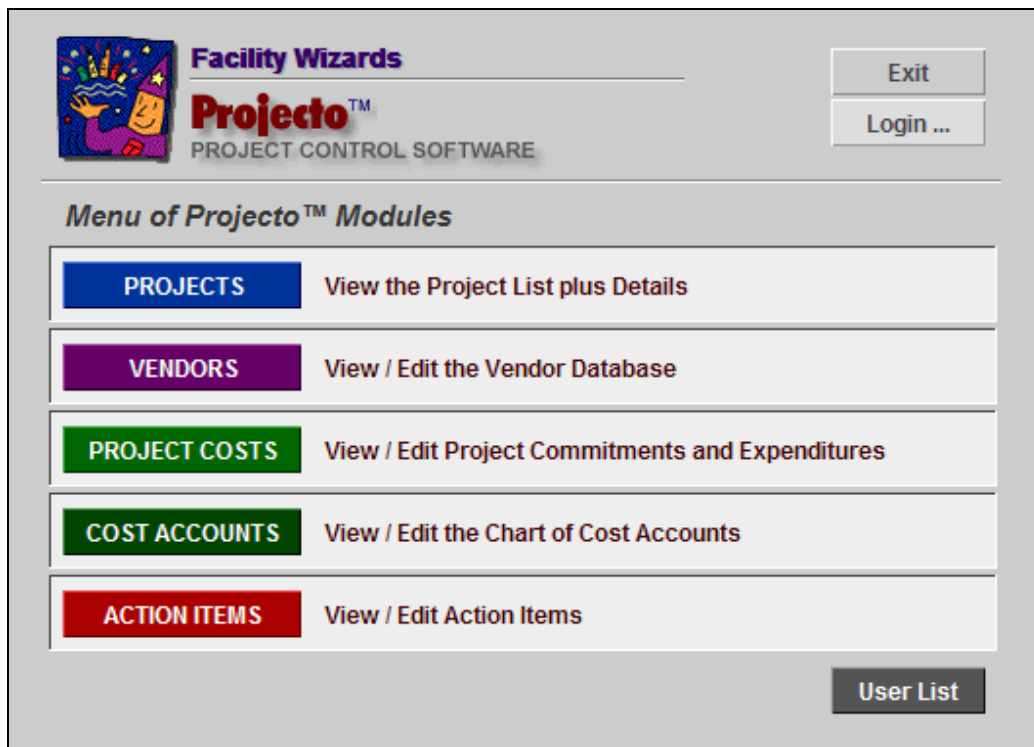 Facility Wizards
Projecto™
PROJECT CONTROL SOFTWARE
Exit
Login ...
Menu of Projecto™ Modules
PROJECTS View the Project List plus Details
VENDORS View / Edit the Vendor Database
PROJECT COSTS View / Edit Project Commitments and Expenditures
COST ACCOUNTS View / Edit the Chart of Cost Accounts
ACTION ITEMS View / Edit Action Items
User List